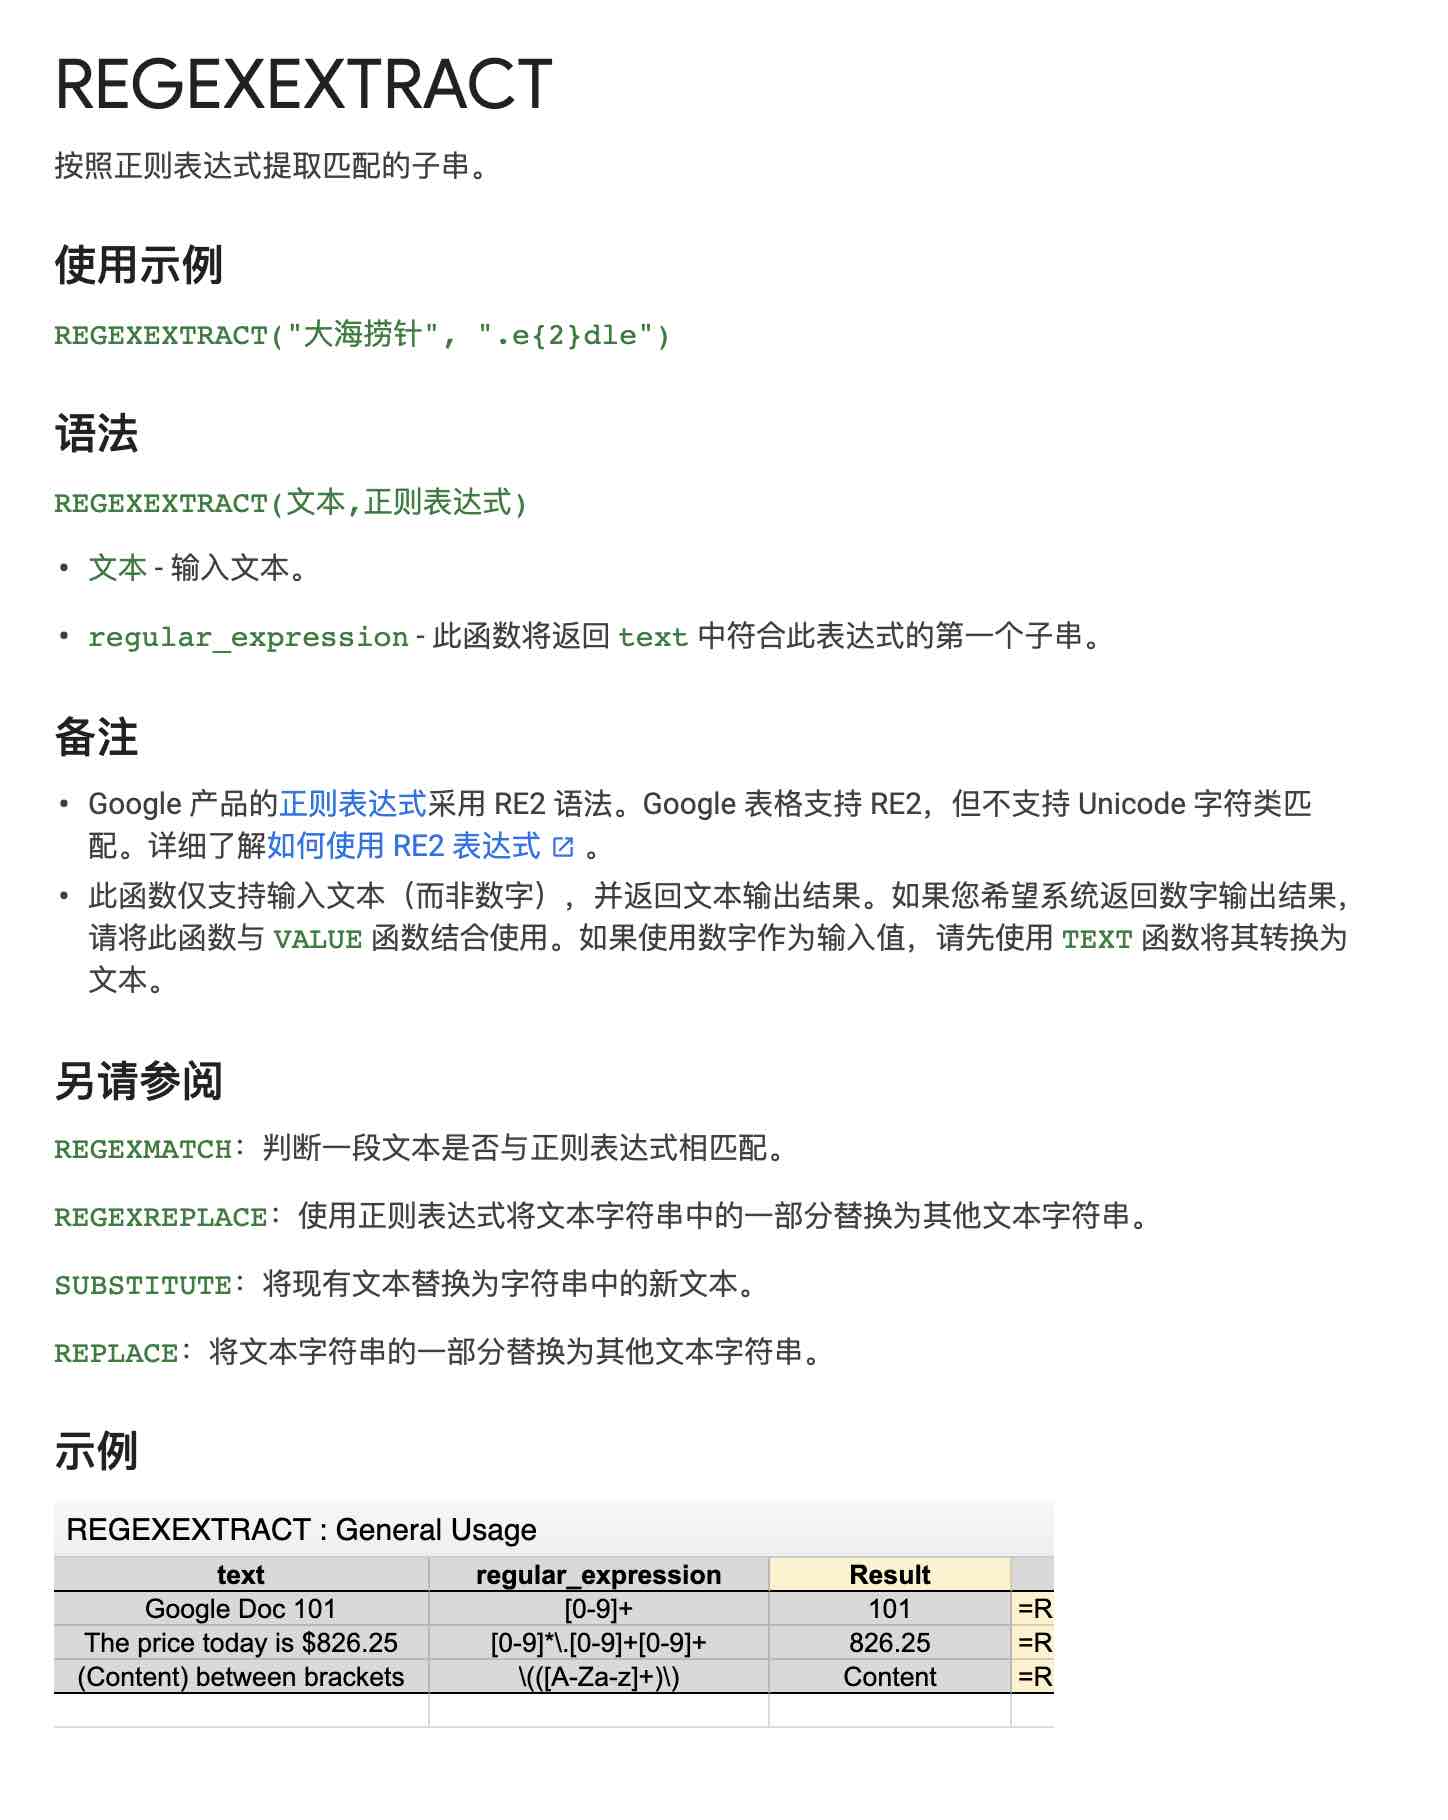 REGEXEXTRACT
按照正则表达式提取匹配的子串。
使用示例
REGEXEXTRACT("大海捞针", ".e{2}dle")
语法
REGEXEXTRACT(文本,正则表达式)
• 文本 - 输入文本。
• regular_expression - 此函数将返回 text 中符合此表达式的第一个子串。
备注
• Google 产品的正则表达式采用 RE2 语法。Google 表格支持 RE2，但不支持 Unicode 字符类匹
配。详细了解如何使用 RE2 表达式 。
• 此函数仅支持输入文本（而非数字），并返回文本输出结果。如果您希望系统返回数字输出结果，
请将此函数与 VALUE 函数结合使用。如果使用数字作为输入值，请先使用 TEXT 函数将其转换为
文本。
另请参阅
REGEXMATCH：判断一段文本是否与正则表达式相匹配。
REGEXREPLACE：使用正则表达式将文本字符串中的一部分替换为其他文本字符串。
SUBSTITUTE：将现有文本替换为字符串中的新文本。
REPLACE：将文本字符串的一部分替换为其他文本字符串。
示例
REGEXEXTRACT : General Usage
text regular_expression Result
Google Doc 101 [0-9]+ 101 =R
The price today is $826.25 [0-9]*\.[0-9]+[0-9]+ 826.25 =R
(Content) between brackets \(([A-Za-z]+)\) Content =R